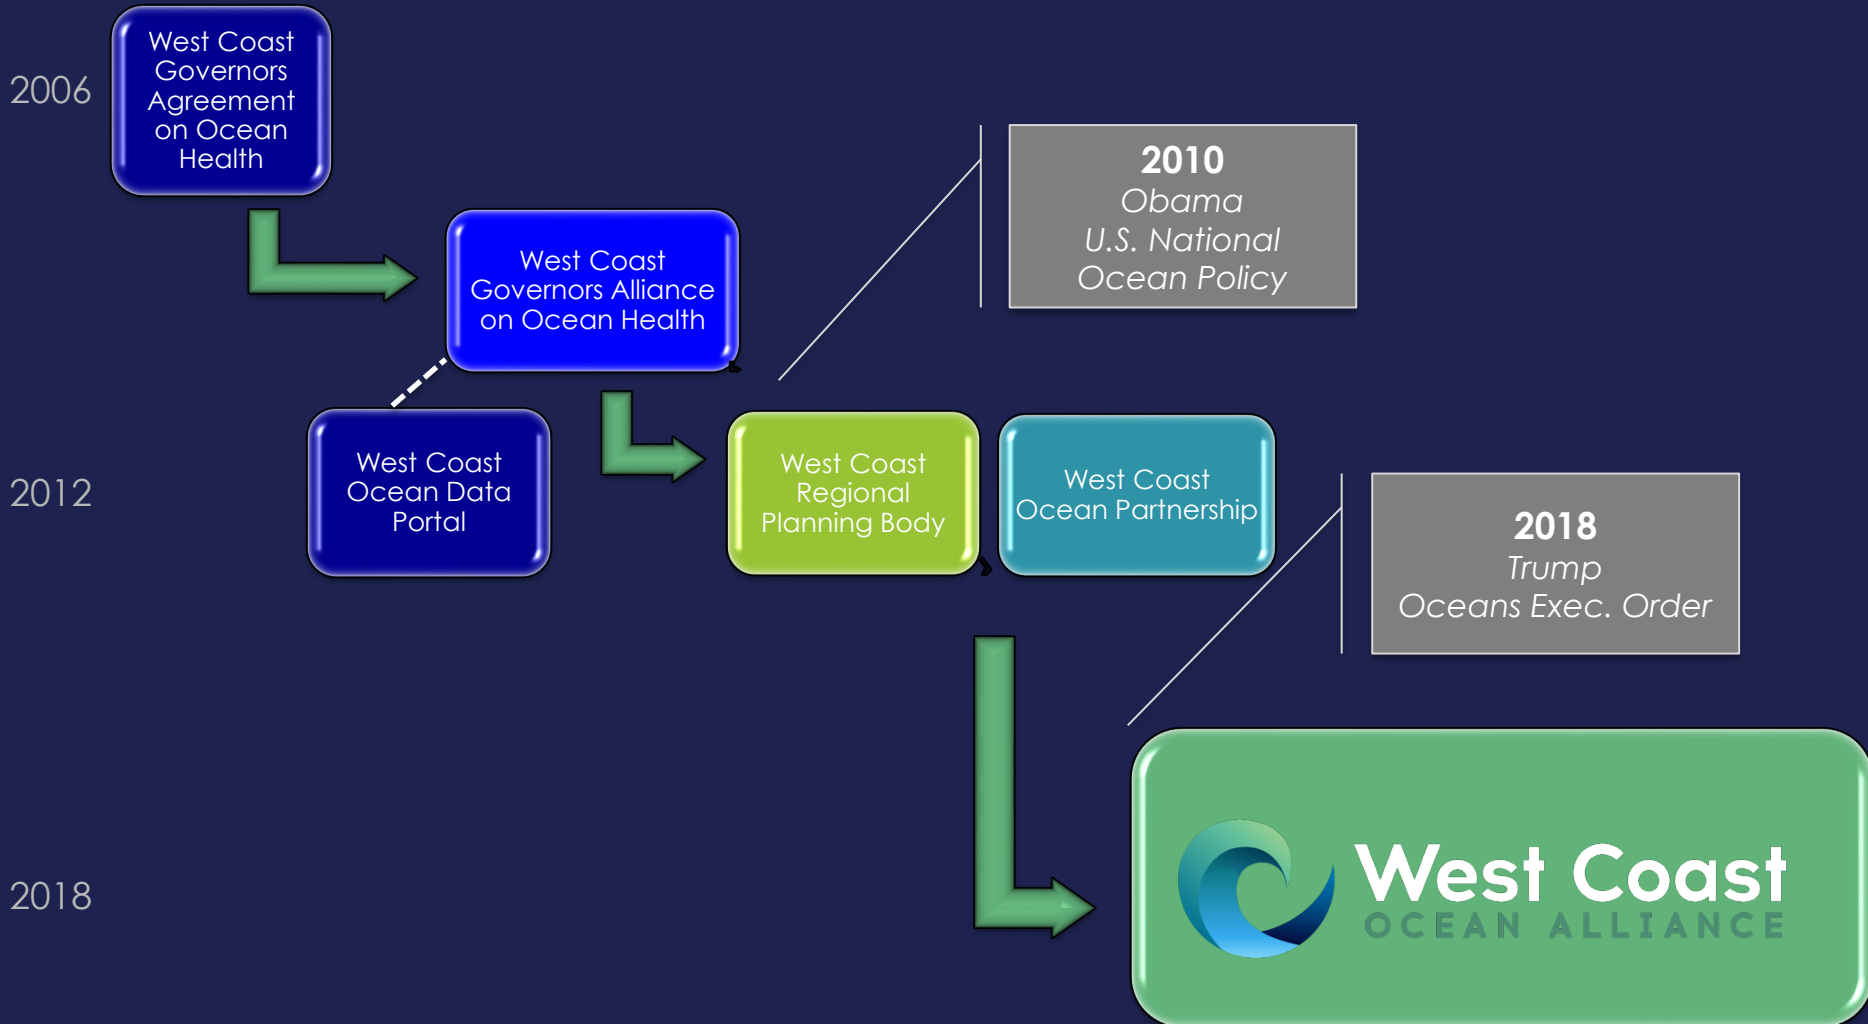 2006
West Coast
Governors
Agreement
on Ocean
Health
West Coast
Governors Alliance
on Ocean Health
2010
Obama
U.S. National
Ocean Policy
2012
West Coast
Ocean Data
Portal
West Coast
Regional
Planning Body
West Coast
Ocean Partnership
2018
Trump
Oceans Exec. Order
2018
West Coast
OCEAN ALLIANCE